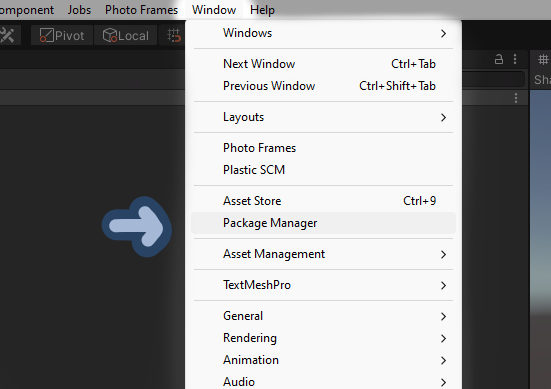 omponent Jobs Photo Frames Window Help
Pivot Local
Windows
Next Window Ctrl+Tab
Previous Window Ctrl+Shift+Tab
Layouts
Photo Frames
Plastic SCM
Asset Store Ctrl+9
Package Manager
Asset Management
TextMeshPro
General
Rendering
Animation
Audio
# Sha